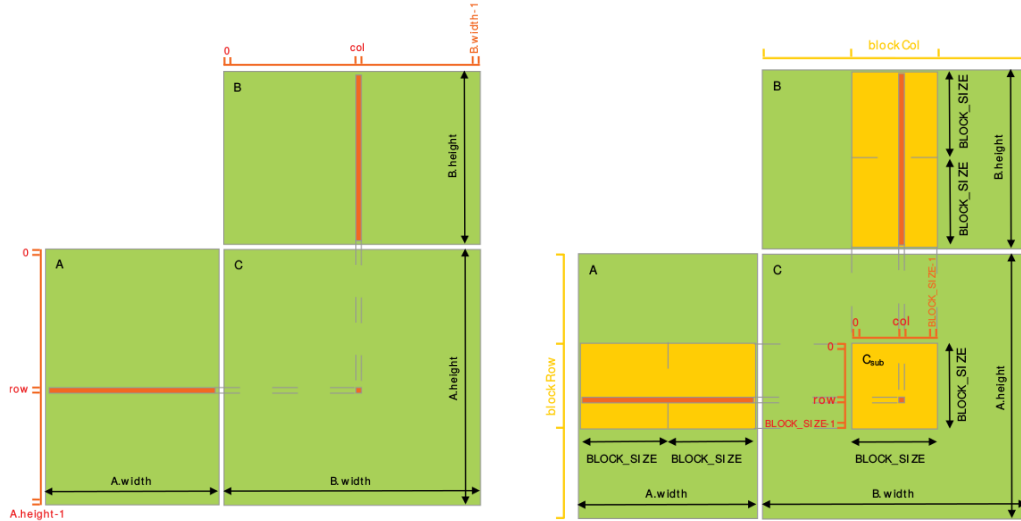 0
col
B.width-1
B
B.height
0
A
C
row
A.height
A.width
B.width
A.height-1
blockCol
B
BLOCK_SIZE
BLOCK_SIZE
B.height
A
C
BLOCK_SIZE-1
0
col
blockRow
0
Csub
row
BLOCK_SIZE-1
BLOCK_SIZE
A.height
BLOCK_SIZE
BLOCK_SIZE
BLOCK_SIZE
A.width
B.width